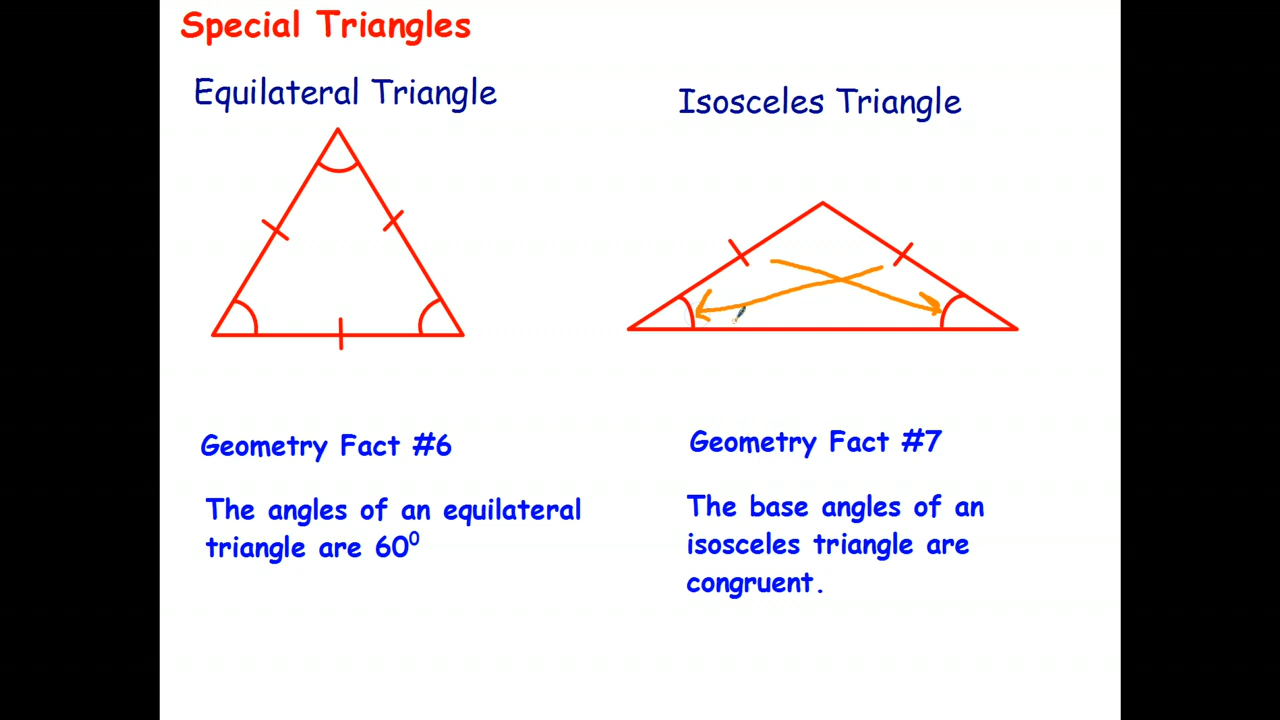 Special Triangles
Equilateral Triangle
Isosceles Triangle
Geometry Fact #6
The angles of an equilateral
triangle are 60⁰
Geometry Fact #7
The base angles of an
isosceles triangle are
congruent.